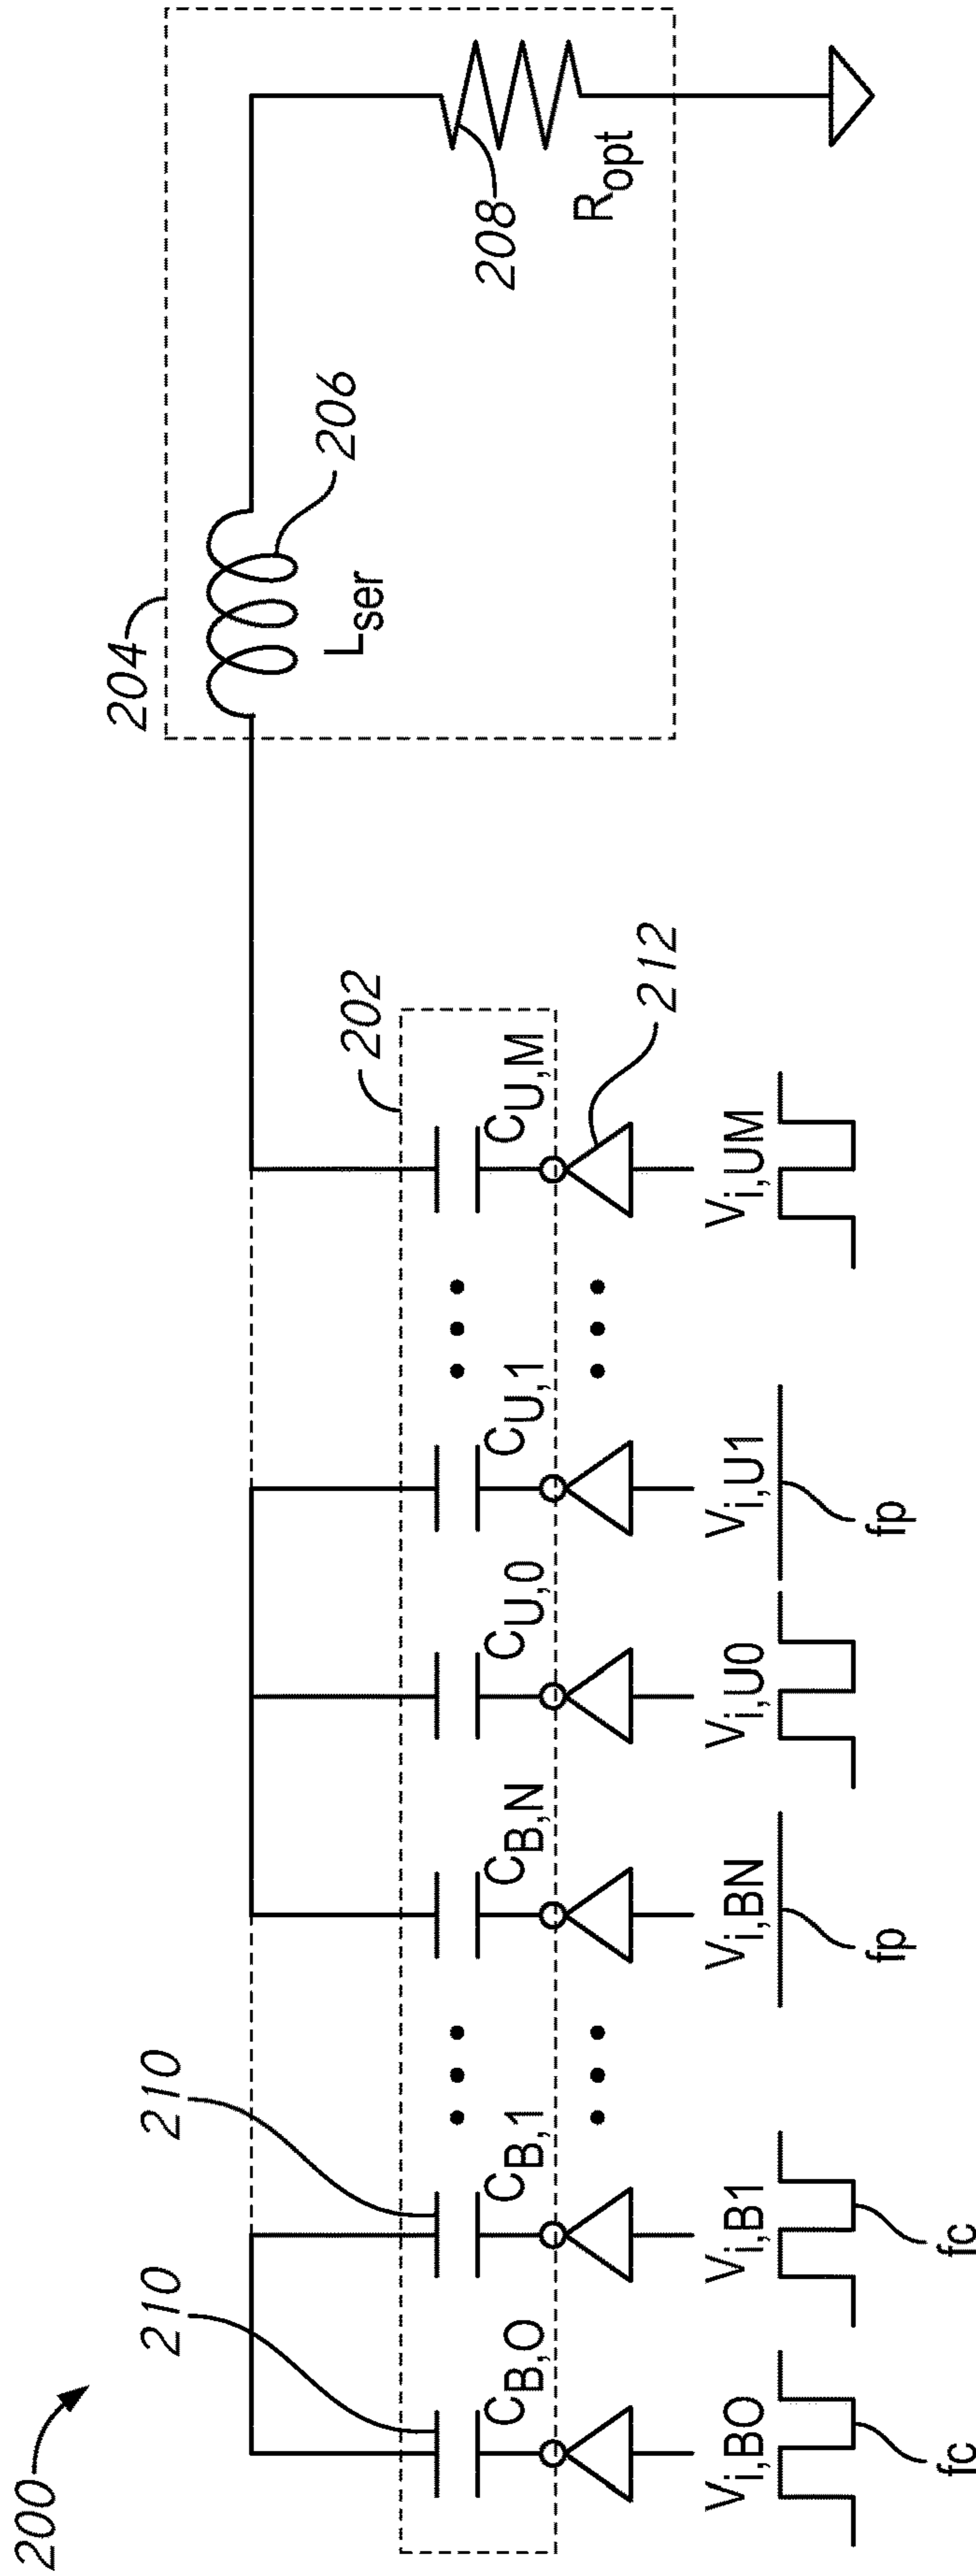 200
204
206
L_ser
208
R_opt
202
210
210
C_B,O
C_B,1
C_B,N
C_U,0
C_U,1
C_U,M
212
V_i,BO
V_i,B1
V_i,BN
V_i,U0
V_i,U1
V_i,UM
fc
fc
fp
fp